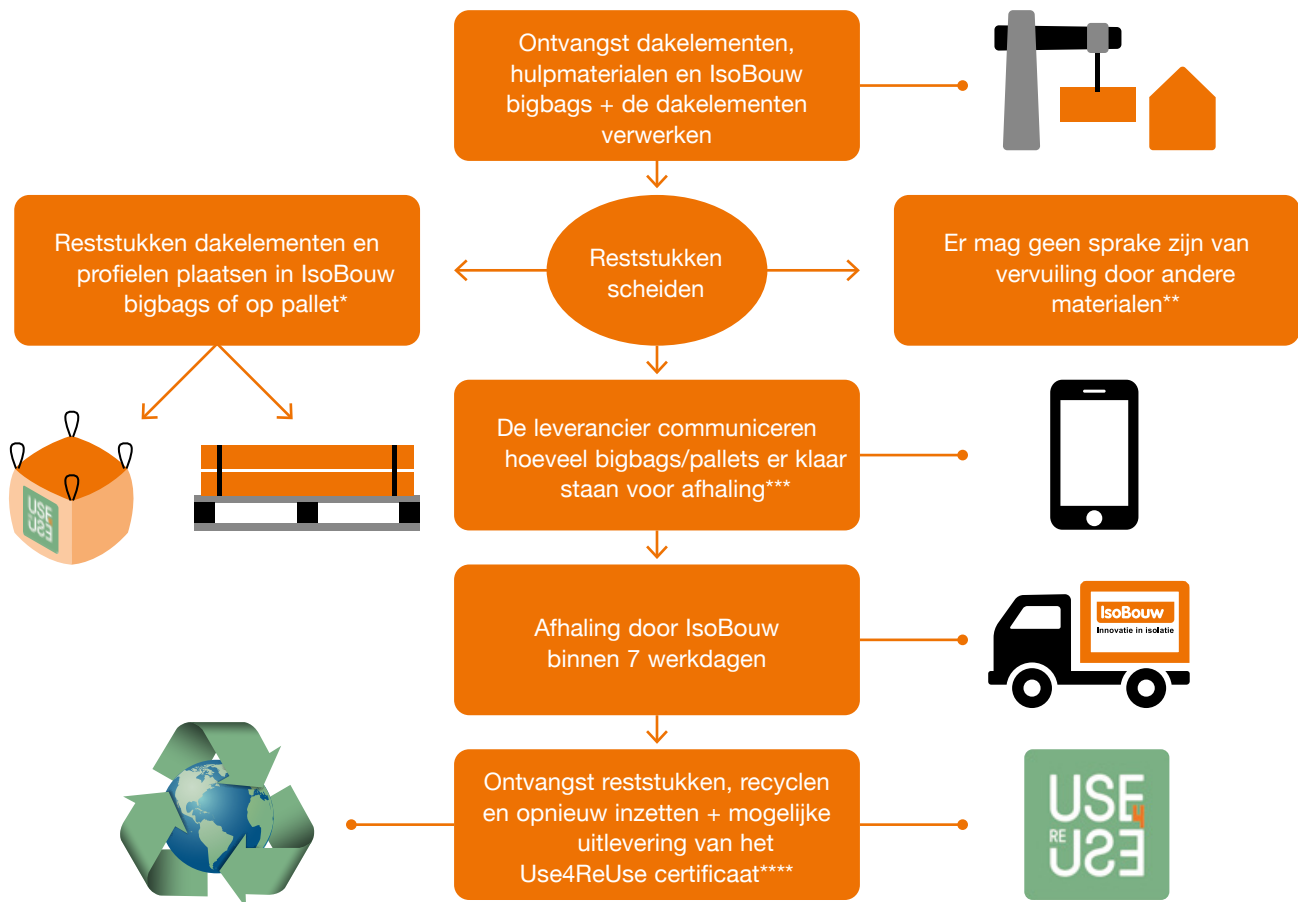 Ontvangst dakelementen,
hulpmaterialen en IsoBouw
bigbags + de dakelementen
verwerken
Reststukken dakelementen en
profielen plaatsen in IsoBouw
bigbags of op pallet*
Reststukken
scheiden
Er mag geen sprake zijn van
vervuiling door andere
materialen**
USE
4
RE
USE
De leverancier communiceren
hoeveel bigbags/pallets er klaar
staan voor afhaling***
Afhaling door IsoBouw
binnen 7 werkdagen
IsoBouw
Innovatie in isolatie
Ontvangst reststukken, recyclen
en opnieuw inzetten + mogelijke
uitlevering van het
Use4ReUse certificaat****
USE
4
RE
USE